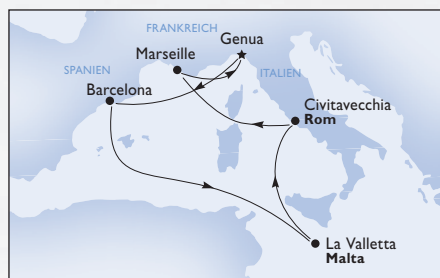 FRANKREICH
Genua
Marseille
SPANIEN
ITALIEN
Barcelona
Civitavecchia
Rom
La Valletta
Malta